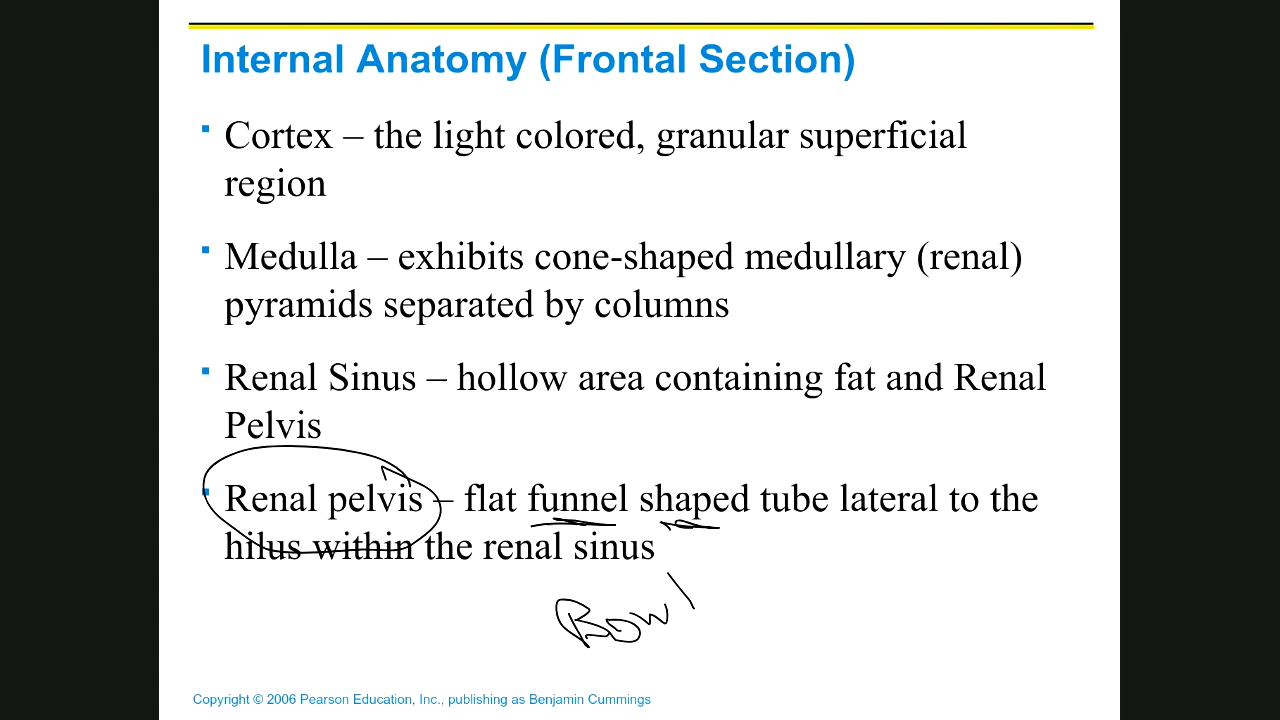 Internal Anatomy (Frontal Section)
Cortex – the light colored, granular superficial
region
Medulla – exhibits cone-shaped medullary (renal)
pyramids separated by columns
Renal Sinus – hollow area containing fat and Renal
Pelvis
Renal pelvis – flat funnel shaped tube lateral to the
hilus within the renal sinus
Bowl
Copyright © 2006 Pearson Education, Inc., publishing as Benjamin Cummings